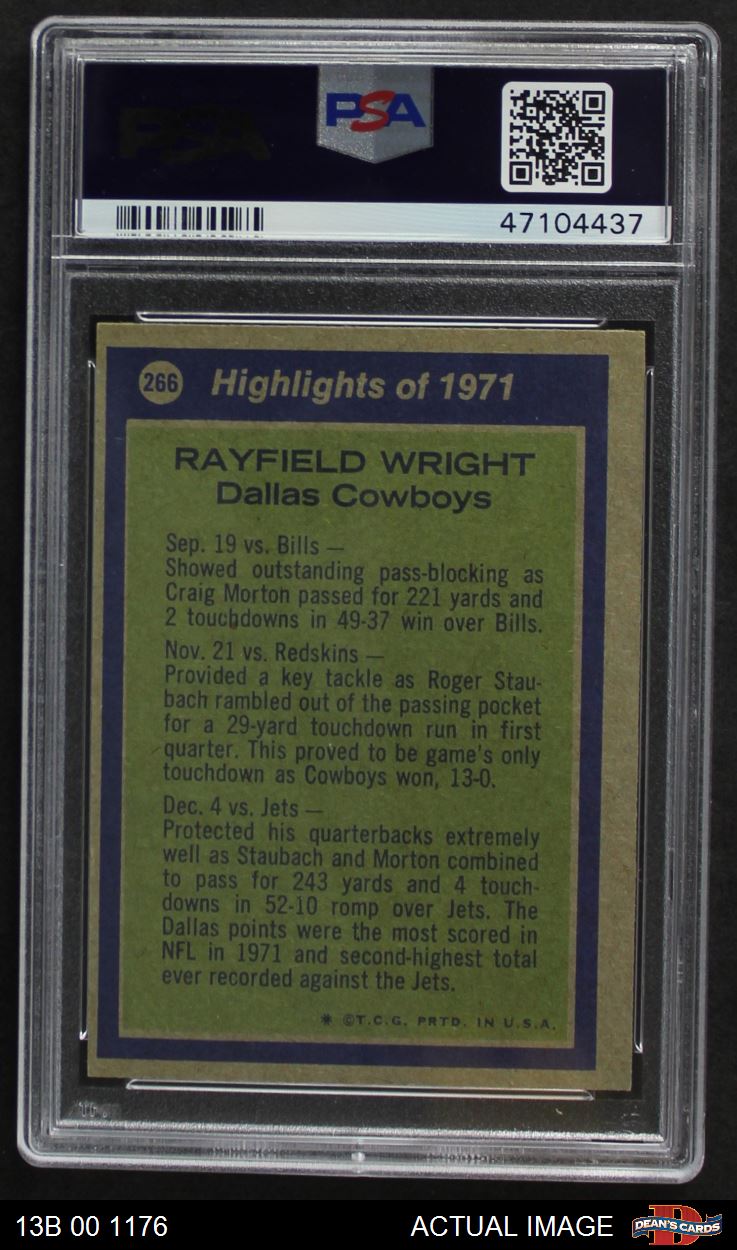 PSA
PSA
47104437
266
Highlights of 1971
RAYFIELD WRIGHT
Dallas Cowboys
Sep. 19 vs. Bills —
Showed outstanding pass-blocking as
Craig Morton passed for 221 yards and
2 touchdowns in 49-37 win over Bills.
Nov. 21 vs. Redskins —
Provided a key tackle as Roger Stau-
bach rambled out of the passing pocket
for a 29-yard touchdown run in first
quarter. This proved to be game's only
touchdown as Cowboys won, 13-0.
Dec. 4 vs. Jets —
Protected his quarterbacks extremely
well as Staubach and Morton combined
to pass for 243 yards and 4 touch-
downs in 52-10 romp over Jets. The
Dallas points were the most scored in
NFL in 1971 and second-highest total
ever recorded against the Jets.
* ©T.C.G. PRTD. IN U.S.A.
13B 00 1176
ACTUAL IMAGE
DEAN'S CARDS